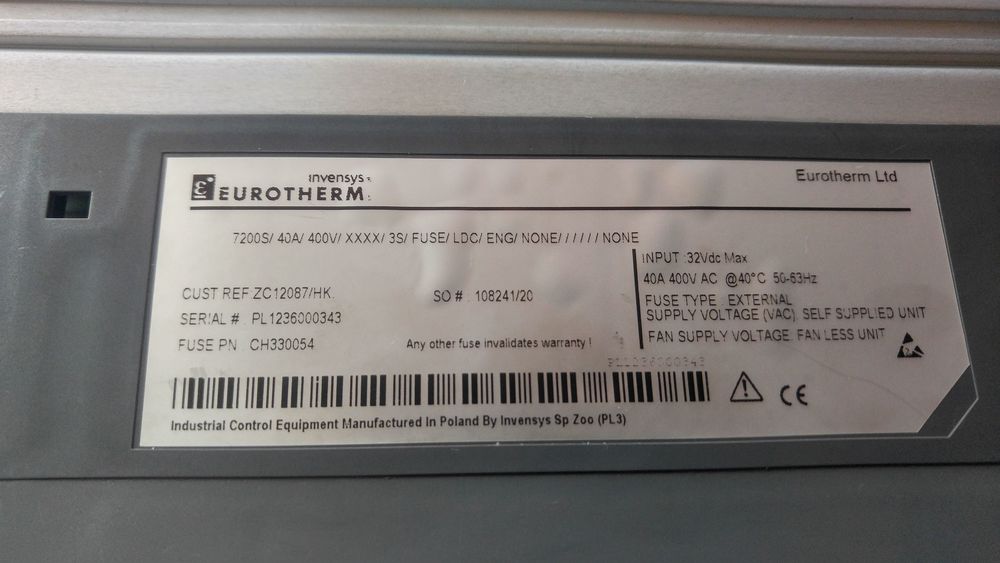 invensys
EUROTHERM
Eurotherm Ltd
7200S/ 40A/ 400V/ XXXX/ 3S/ FUSE/ LDC/ ENG/ NONE/ / / / / / NONE
INPUT :32Vdc Max
40A 400V AC @40°C 50-63Hz
FUSE TYPE : EXTERNAL
SUPPLY VOLTAGE (VAC). SELF SUPPLIED UNIT
FAN SUPPLY VOLTAGE. FAN LESS UNIT
CUST REF ZC12087/HK.
SO # : 108241/20
SERIAL # . PL1236000343
FUSE PN . CH330054
Any other fuse invalidates warranty !
PL1236000343
CE
Industrial Control Equipment Manufactured In Poland By Invensys Sp Zoo (PL3)